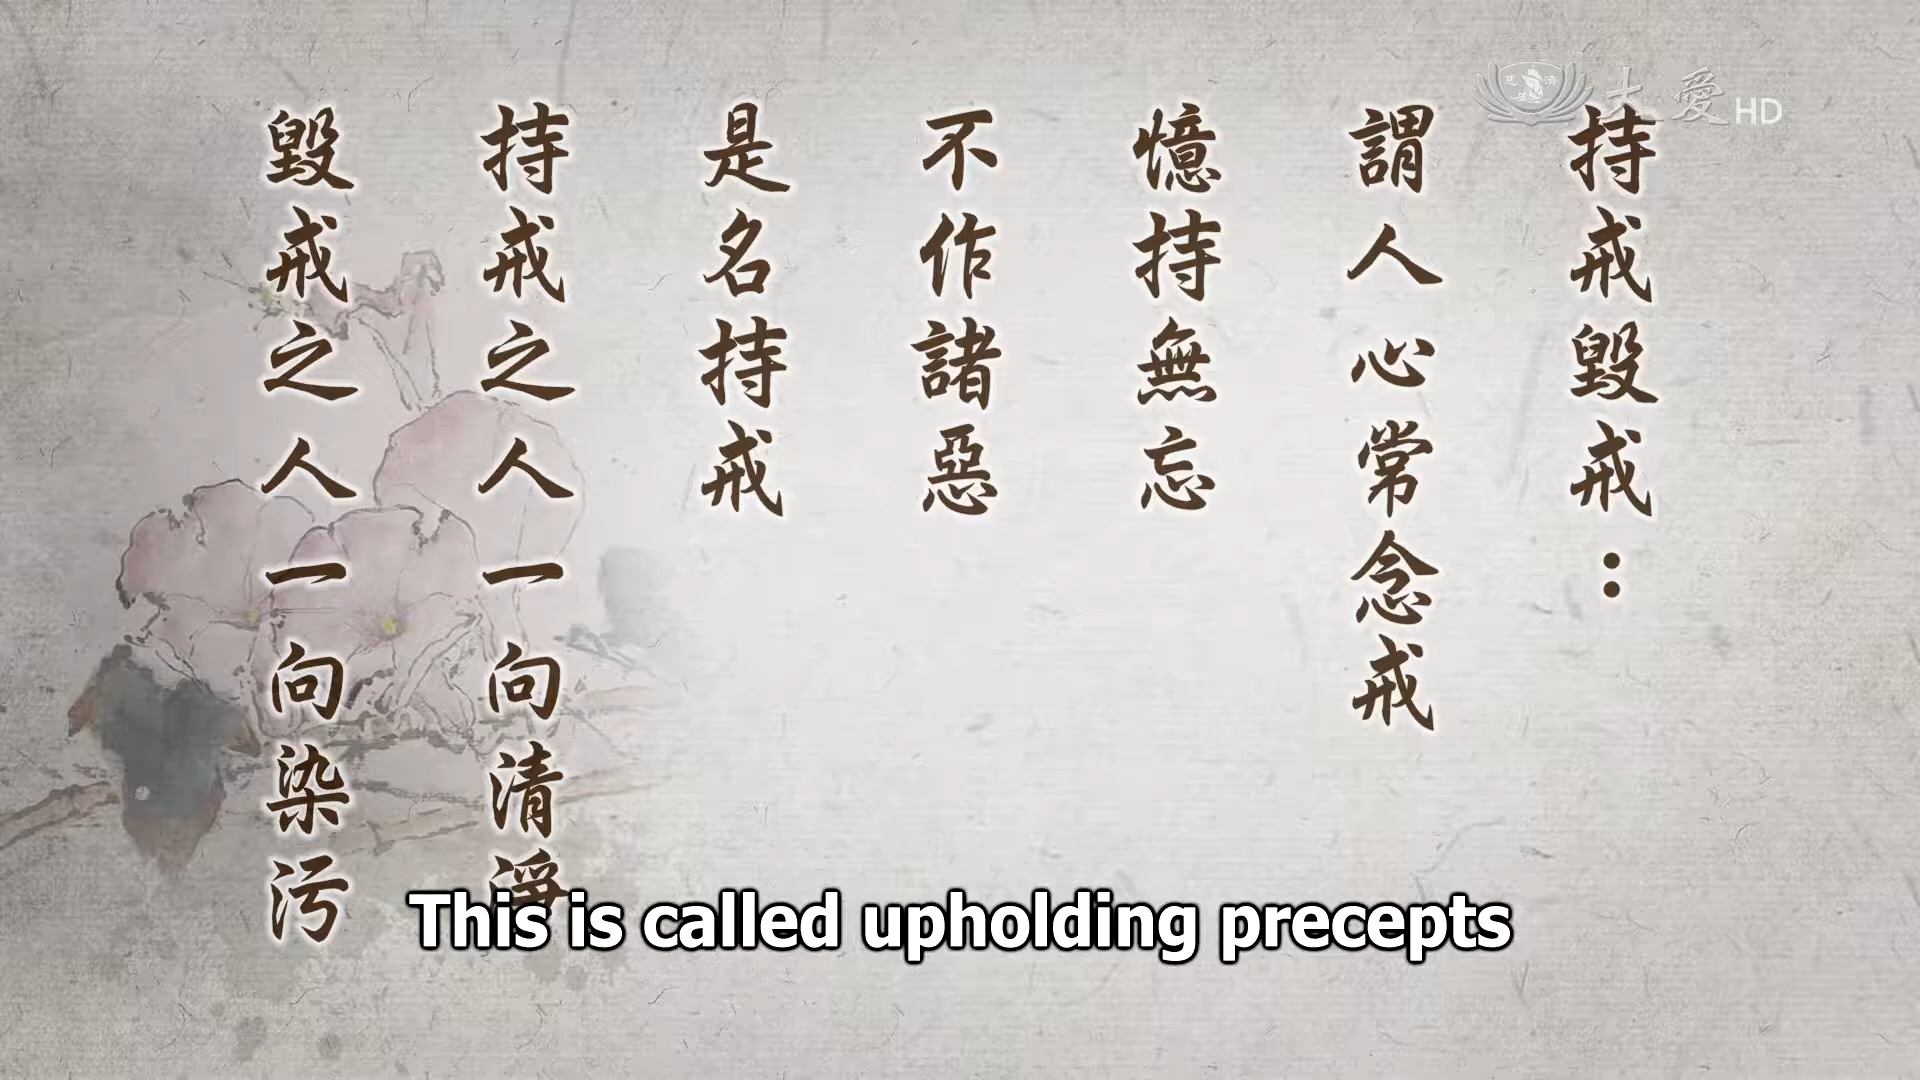 持戒毀戒：
謂人心常念戒
憶持無忘
不作諸惡
是名持戒
持戒之人一向清淨
毀戒之人一向染污
This is called upholding precepts
大愛HD